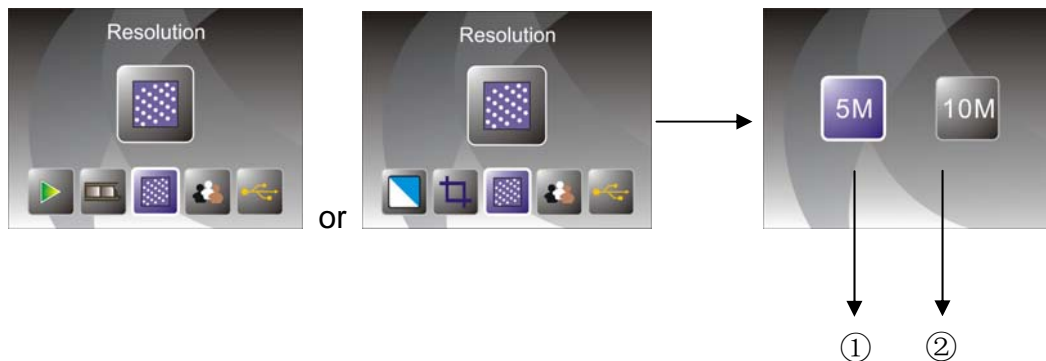 Resolution
Resolution
5M 10M
or
① ②